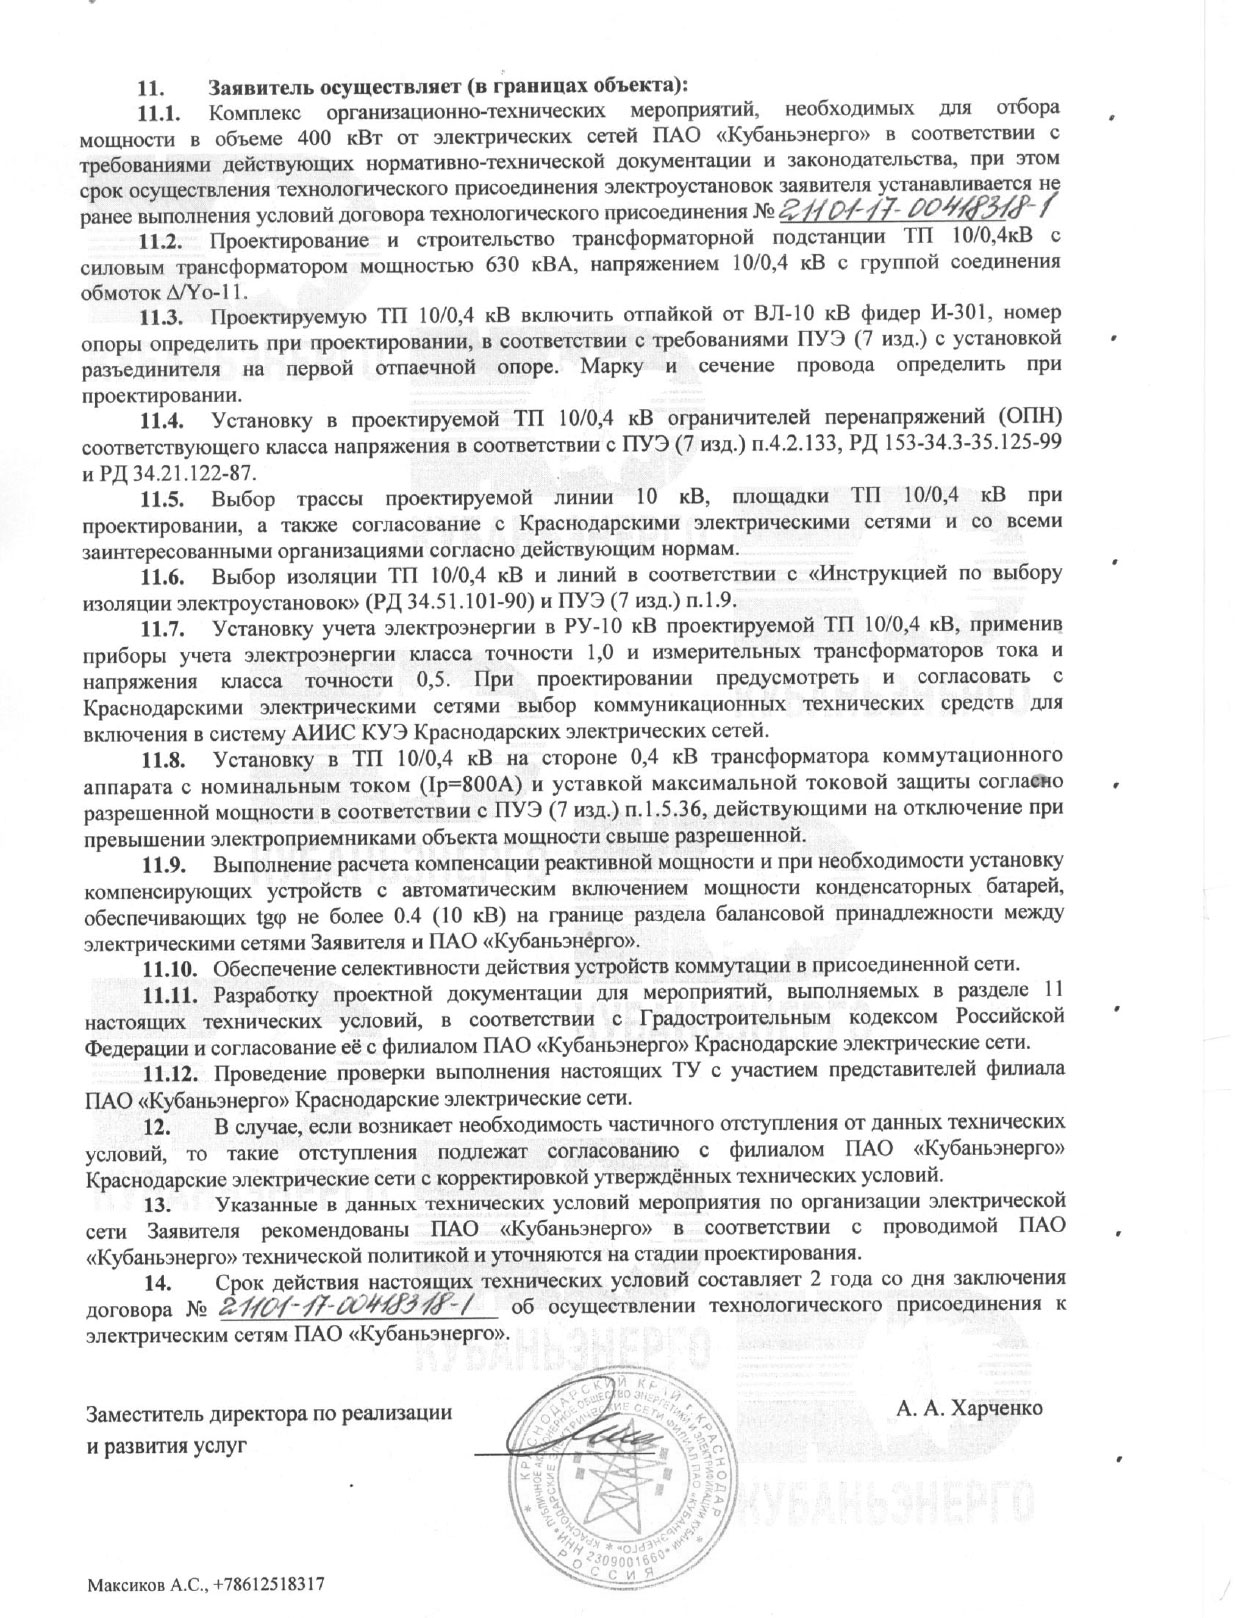 11. Заявитель осуществляет (в границах объекта):
11.1. Комплекс организационно-технических мероприятий, необходимых для отбора
мощности в объеме 400 кВт от электрических сетей ПАО «Кубаньэнерго» в соответствии с
требованиями действующих нормативно-технической документации и законодательства, при этом
срок осуществления технологического присоединения электроустановок заявителя устанавливается не
ранее выполнения условий договора технологического присоединения № 21101-17-00418318-1
11.2. Проектирование и строительство трансформаторной подстанции ТП 10/0,4кВ с
силовым трансформатором мощностью 630 кВА, напряжением 10/0,4 кВ с группой соединения
обмоток Δ/Yо-11.
11.3. Проектируемую ТП 10/0,4 кВ включить отпайкой от ВЛ-10 кВ фидер И-301, номер
опоры определить при проектировании, в соответствии с требованиями ПУЭ (7 изд.) с установкой
разъединителя на первой отпаечной опоре. Марку и сечение провода определить при
проектировании.
11.4. Установку в проектируемой ТП 10/0,4 кВ ограничителей перенапряжений (ОПН)
соответствующего класса напряжения в соответствии с ПУЭ (7 изд.) п.4.2.133, РД 153-34.3-35.125-99
и РД 34.21.122-87.
11.5. Выбор трассы проектируемой линии 10 кВ, площадки ТП 10/0,4 кВ при
проектировании, а также согласование с Краснодарскими электрическими сетями и со всеми
заинтересованными организациями согласно действующим нормам.
11.6. Выбор изоляции ТП 10/0,4 кВ и линий в соответствии с «Инструкцией по выбору
изоляции электроустановок» (РД 34.51.101-90) и ПУЭ (7 изд.) п.1.9.
11.7. Установку учета электроэнергии в РУ-10 кВ проектируемой ТП 10/0,4 кВ, применив
приборы учета электроэнергии класса точности 1,0 и измерительных трансформаторов тока и
напряжения класса точности 0,5. При проектировании предусмотреть и согласовать с
Краснодарскими электрическими сетями выбор коммуникационных технических средств для
включения в систему АИИС КУЭ Краснодарских электрических сетей.
11.8. Установку в ТП 10/0,4 кВ на стороне 0,4 кВ трансформатора коммутационного
аппарата с номинальным током (Iр=800А) и уставкой максимальной токовой защиты согласно
разрешенной мощности в соответствии с ПУЭ (7 изд.) п.1.5.36, действующими на отключение при
превышении электроприемниками объекта мощности свыше разрешенной.
11.9. Выполнение расчета компенсации реактивной мощности и при необходимости установку
компенсирующих устройств с автоматическим включением мощности конденсаторных батарей,
обеспечивающих tgφ не более 0.4 (10 кВ) на границе раздела балансовой принадлежности между
электрическими сетями Заявителя и ПАО «Кубаньэнерго».
11.10. Обеспечение селективности действия устройств коммутации в присоединенной сети.
11.11. Разработку проектной документации для мероприятий, выполняемых в разделе 11
настоящих технических условий, в соответствии с Градостроительным кодексом Российской
Федерации и согласование её с филиалом ПАО «Кубаньэнерго» Краснодарские электрические сети.
11.12. Проведение проверки выполнения настоящих ТУ с участием представителей филиала
ПАО «Кубаньэнерго» Краснодарские электрические сети.
12. В случае, если возникает необходимость частичного отступления от данных технических
условий, то такие отступления подлежат согласованию с филиалом ПАО «Кубаньэнерго»
Краснодарские электрические сети с корректировкой утверждённых технических условий.
13. Указанные в данных технических условий мероприятия по организации электрической
сети Заявителя рекомендованы ПАО «Кубаньэнерго» в соответствии с проводимой ПАО
«Кубаньэнерго» технической политикой и уточняются на стадии проектирования.
14. Срок действия настоящих технических условий составляет 2 года со дня заключения
договора № 21101-17-00418318-1 об осуществлении технологического присоединения к
электрическим сетям ПАО «Кубаньэнерго».
КУБАНЬЭНЕРГО
Заместитель директора по реализации
и развития услуг
А. А. Харченко
КРАСНОДАРСКИЙ КРАЙ г. КРАСНОДАР
ПУБЛИЧНОЕ АКЦИОНЕРНОЕ ОБЩЕСТВО ЭНЕРГЕТИКИ И ЭЛЕКТРИФИКАЦИИ КУБАНИ
КРАСНОДАРСКИЕ ЭЛЕКТРИЧЕСКИЕ СЕТИ ФИЛИАЛ ПАО «КУБАНЬЭНЕРГО»
ИНН 2309001660
РОССИЯ
КУБАНЬЭНЕРГО
Максиков А.С., +78612518317